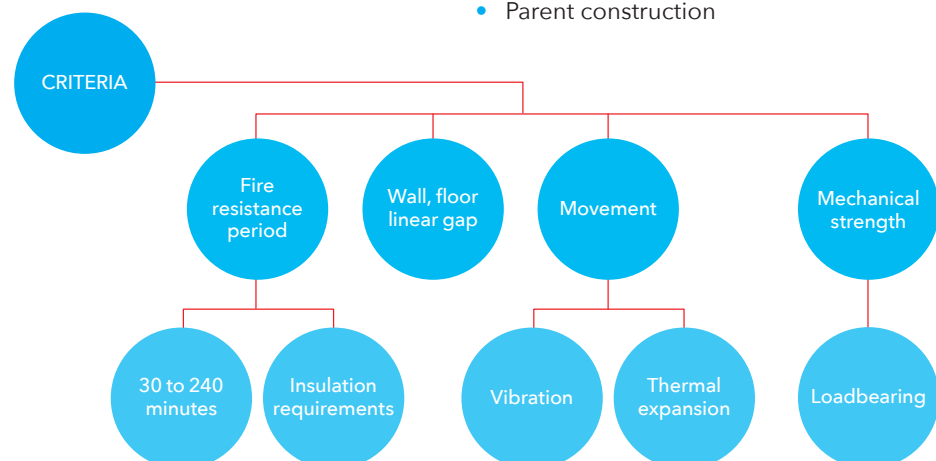 • Parent construction
CRITERIA
Fire
resistance
period
Wall, floor
linear gap
Movement
Mechanical
strength
30 to 240
minutes
Insulation
requirements
Vibration
Thermal
expansion
Loadbearing